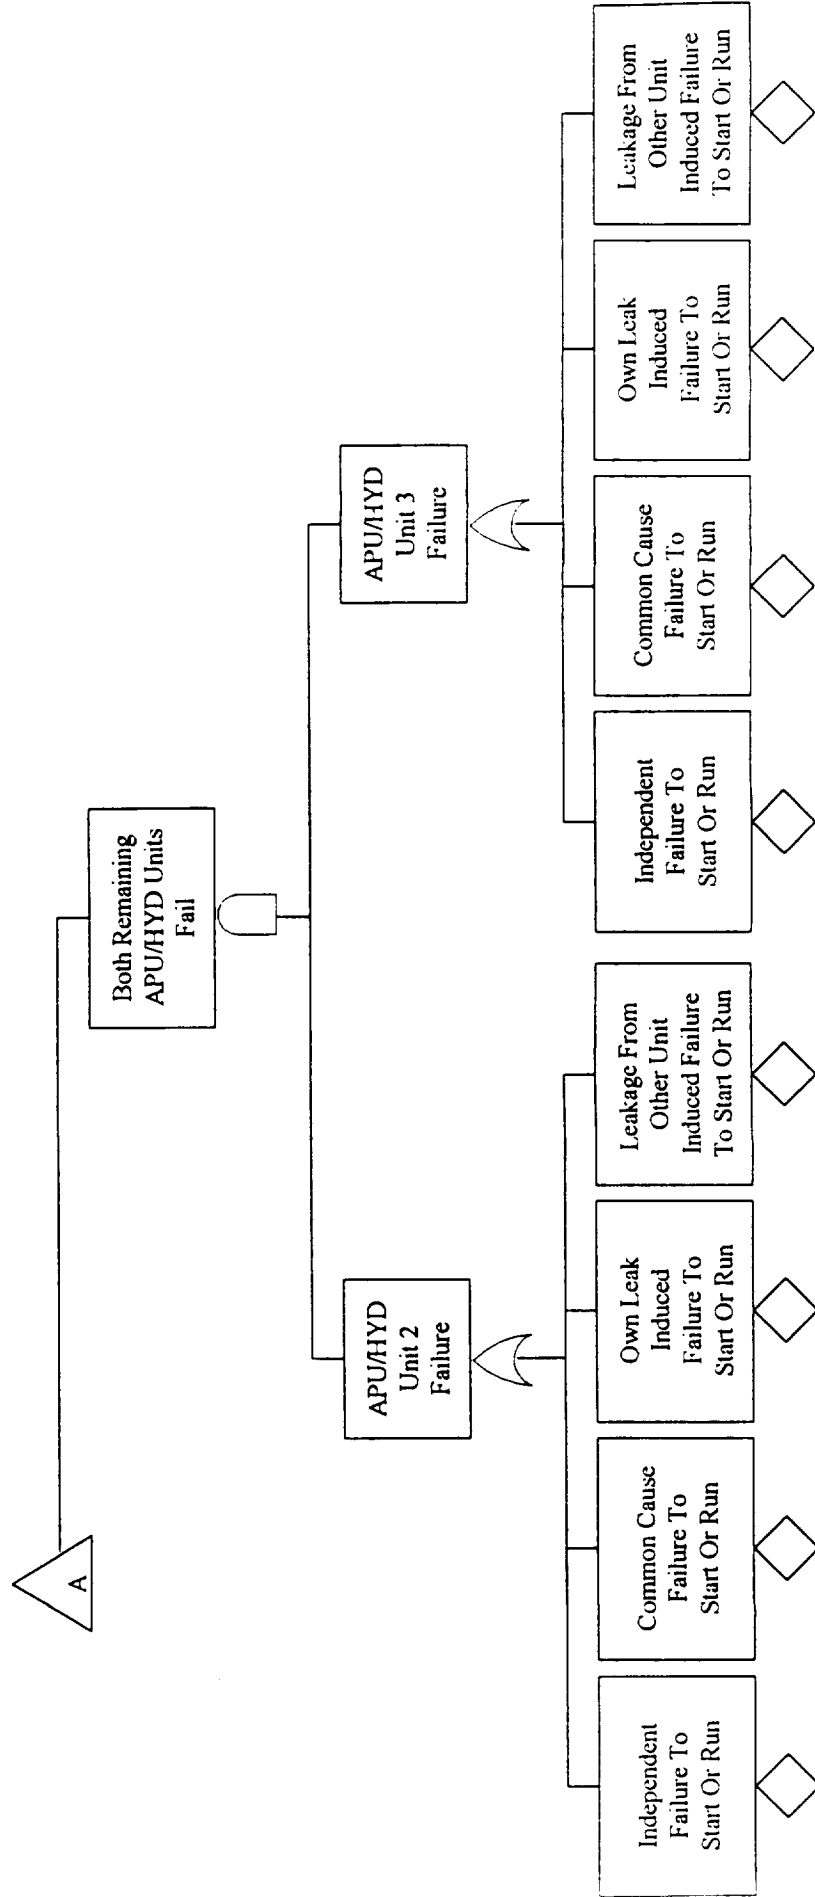 A
Both Remaining
APU/HYD Units
Fail
APU/HYD
Unit 2
Failure
APU/HYD
Unit 3
Failure
Independent
Failure To
Start Or Run
Common Cause
Failure To
Start Or Run
Own Leak
Induced
Failure To
Start Or Run
Leakage From
Other Unit
Induced Failure
To Start Or Run
Independent
Failure To
Start Or Run
Common Cause
Failure To
Start Or Run
Own Leak
Induced
Failure To
Start Or Run
Leakage From
Other Unit
Induced Failure
To Start Or Run